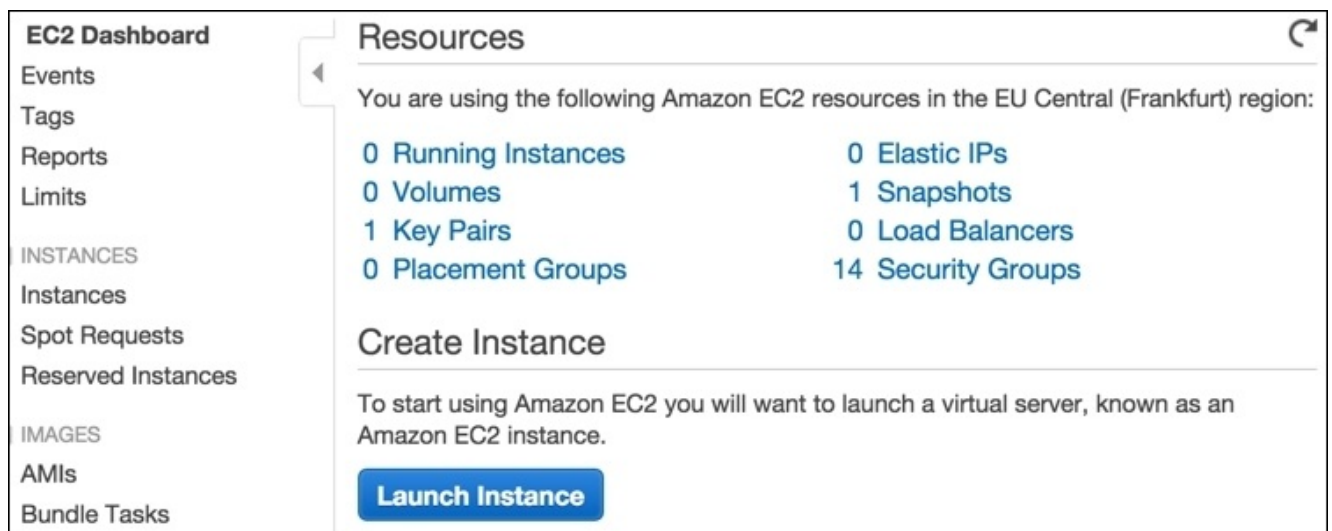 EC2 Dashboard
Events
Tags
Reports
Limits
INSTANCES
Instances
Spot Requests
Reserved Instances
IMAGES
AMIs
Bundle Tasks
Resources
You are using the following Amazon EC2 resources in the EU Central (Frankfurt) region:
0 Running Instances
0 Elastic IPs
0 Volumes
1 Snapshots
1 Key Pairs
0 Load Balancers
0 Placement Groups
14 Security Groups
Create Instance
To start using Amazon EC2 you will want to launch a virtual server, known as an
Amazon EC2 instance.
Launch Instance